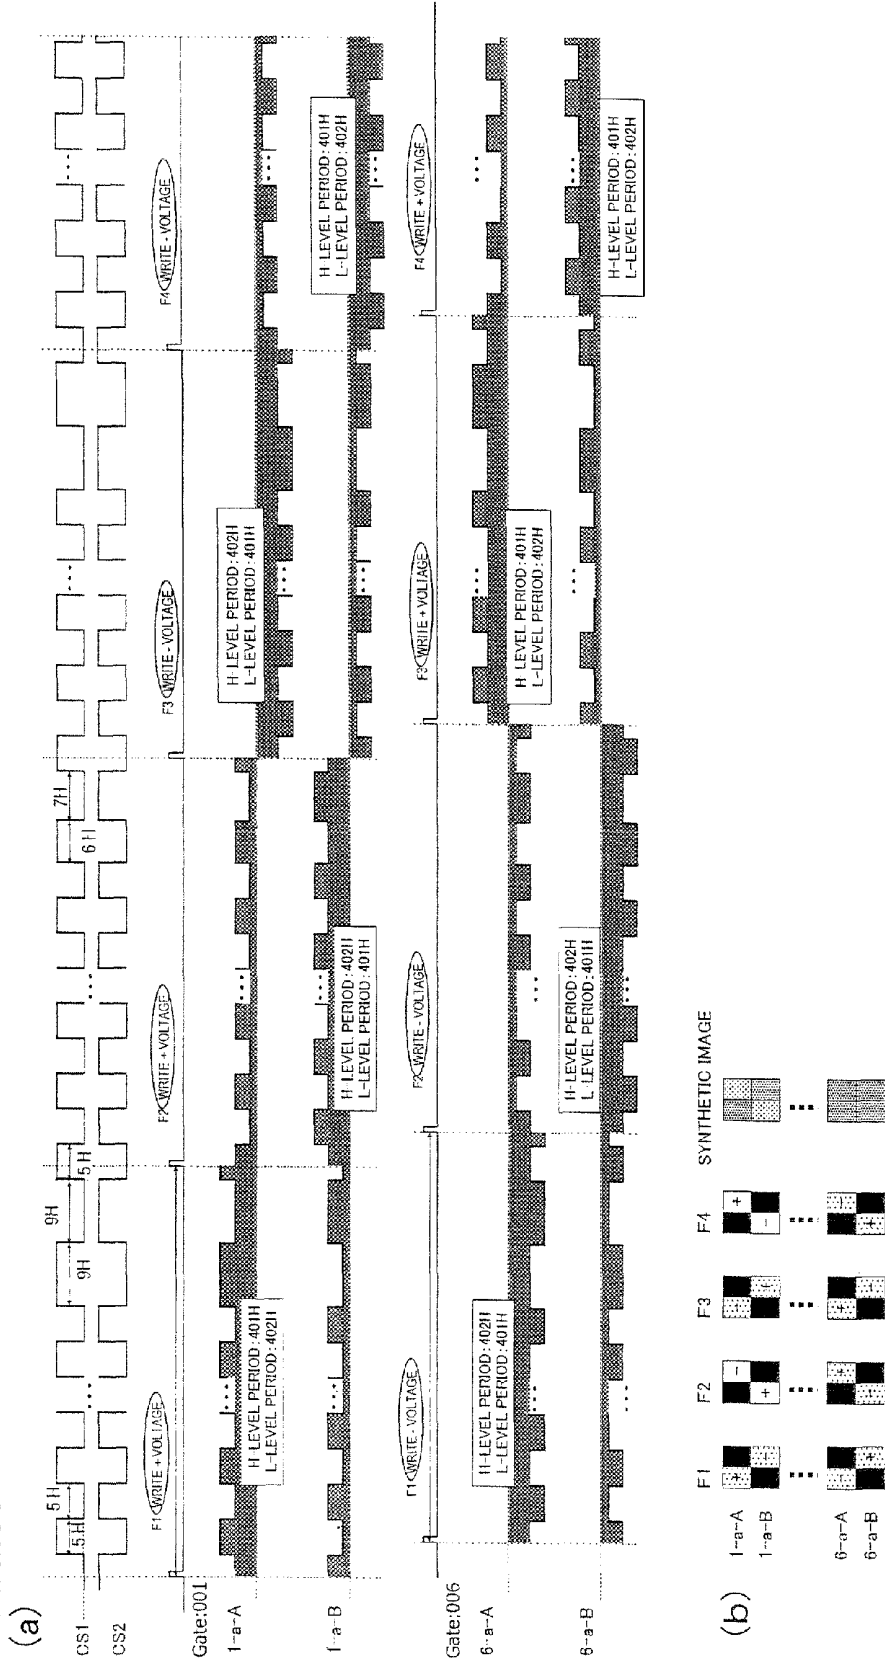 (a)
CS1
CS2
5H
5H
9H
9H
5H
6H
7H
F1 WRITE+VOLTAGE
F2 WRITE+VOLTAGE
F3 WRITE-VOLTAGE
F4 WRITE-VOLTAGE
Gate:001
1-a-A
H-LEVEL PERIOD:401H
L-LEVEL PERIOD:402H
H-LEVEL PERIOD:402H
L-LEVEL PERIOD:401H
1-a-B
H-LEVEL PERIOD:402H
L-LEVEL PERIOD:401H
H-LEVEL PERIOD:401H
L-LEVEL PERIOD:402H
F1 WRITE-VOLTAGE
F2 WRITE-VOLTAGE
F3 WRITE+VOLTAGE
F4 WRITE+VOLTAGE
Gate:006
6-a-A
H-LEVEL PERIOD:402H
L-LEVEL PERIOD:401H
H-LEVEL PERIOD:401H
L-LEVEL PERIOD:402H
6-a-B
H-LEVEL PERIOD:402H
L-LEVEL PERIOD:401H
H-LEVEL PERIOD:401H
L-LEVEL PERIOD:402H
(b)
F1 F2 F3 F4 SYNTHETIC IMAGE
1-a-A
1-a-B
6-a-A
6-a-B